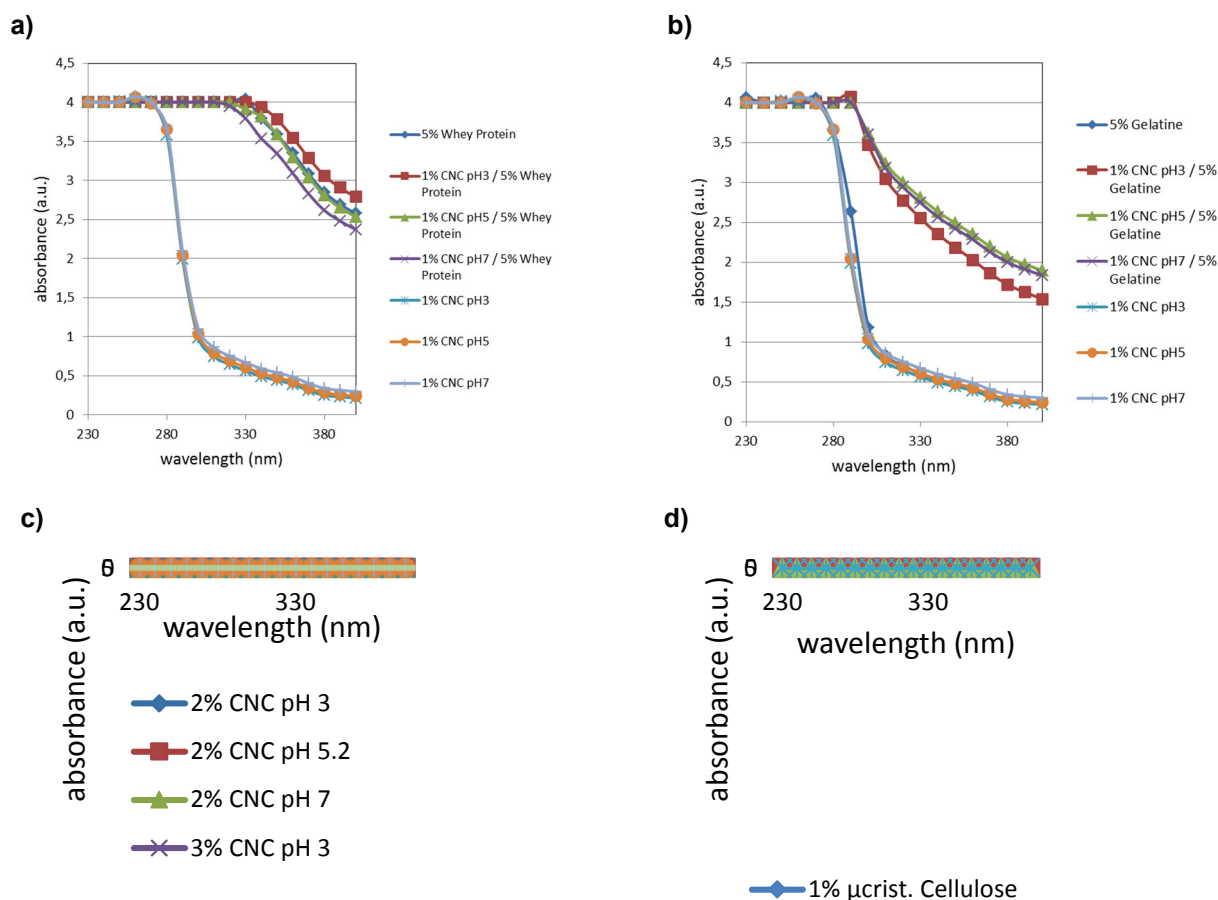 a)
4,5
4
3,5
3
2,5
2
1,5
1
0,5
0
230
280
330
380
absorbance (a.u.)
wavelength (nm)
5% Whey Protein
1% CNC pH3 / 5% Whey
Protein
1% CNC pH5 / 5% Whey
Protein
1% CNC pH7 / 5% Whey
Protein
1% CNC pH3
1% CNC pH5
1% CNC pH7
b)
4,5
4
3,5
3
2,5
2
1,5
1
0,5
0
230
280
330
380
absorbance (a.u.)
wavelength (nm)
5% Gelatine
1% CNC pH3 / 5%
Gelatine
1% CNC pH5 / 5%
Gelatine
1% CNC pH7 / 5%
Gelatine
1% CNC pH3
1% CNC pH5
1% CNC pH7
c)
230
330
absorbance (a.u.)
wavelength (nm)
2% CNC pH 3
2% CNC pH 5.2
2% CNC pH 7
3% CNC pH 3
d)
230
330
absorbance (a.u.)
wavelength (nm)
1% µcrist. Cellulose